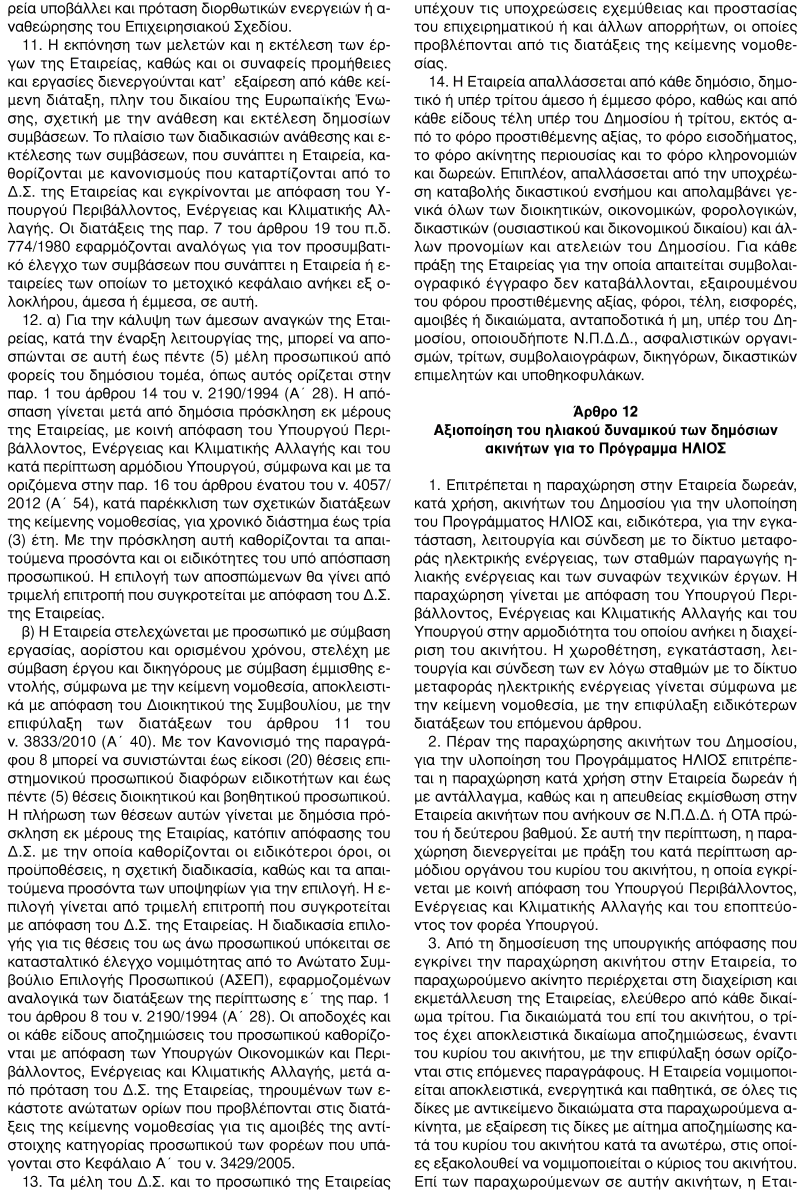 ρεία υποβάλλει και πρόταση διορθωτικών ενεργειών ή α-
ναθεώρησης του Επιχειρησιακού Σχεδίου.
11. Η εκπόνηση των μελετών και η εκτέλεση των έρ-
γων της Εταιρείας, καθώς και οι συναφείς προμήθειες
και εργασίες διενεργούνται κατ’ εξαίρεση από κάθε κεί-
μενη διάταξη, πλην του δικαίου της Ευρωπαϊκής Ένω-
σης, σχετική με την ανάθεση και εκτέλεση δημοσίων
συμβάσεων. Το πλαίσιο των διαδικασιών ανάθεσης και ε-
κτέλεσης των συμβάσεων, που συνάπτει η Εταιρεία, κα-
θορίζονται με κανονισμούς που καταρτίζονται από το
Δ.Σ. της Εταιρείας και εγκρίνονται με απόφαση του Υ-
πουργού Περιβάλλοντος, Ενέργειας και Κλιματικής Αλ-
λαγής. Οι διατάξεις της παρ. 7 του άρθρου 19 του π.δ.
774/1980 εφαρμόζονται αναλόγως για τον προσυμβατι-
κό έλεγχο των συμβάσεων που συνάπτει η Εταιρεία ή ε-
ταιρείες των οποίων το μετοχικό κεφάλαιο ανήκει εξ ο-
λοκλήρου, άμεσα ή έμμεσα, σε αυτή.
12. α) Για την κάλυψη των άμεσων αναγκών της Εται-
ρείας, κατά την έναρξη λειτουργίας της, μπορεί να απο-
σπώνται σε αυτή έως πέντε (5) μέλη προσωπικού από
φορείς του δημόσιου τομέα, όπως αυτός ορίζεται στην
παρ. 1 του άρθρου 14 του ν. 2190/1994 (Α΄ 28). Η από-
σπαση γίνεται μετά από δημόσια πρόσκληση εκ μέρους
της Εταιρείας, με κοινή απόφαση του Υπουργού Περι-
βάλλοντος, Ενέργειας και Κλιματικής Αλλαγής και του
κατά περίπτωση αρμόδιου Υπουργού, σύμφωνα και με τα
οριζόμενα στην παρ. 16 του άρθρου ένατου του ν. 4057/
2012 (Α΄ 54), κατά παρέκκλιση των σχετικών διατάξεων
της κείμενης νομοθεσίας, για χρονικό διάστημα έως τρία
(3) έτη. Με την πρόσκληση αυτή καθορίζονται τα απαι-
τούμενα προσόντα και οι ειδικότητες του υπό απόσπαση
προσωπικού. Η επιλογή των αποσπώμενων θα γίνει από
τριμελή επιτροπή που συγκροτείται με απόφαση του Δ.Σ.
της Εταιρείας.
β) Η Εταιρεία στελεχώνεται με προσωπικό με σύμβαση
εργασίας, αορίστου και ορισμένου χρόνου, στελέχη με
σύμβαση έργου και δικηγόρους με σύμβαση έμμισθης ε-
ντολής, σύμφωνα με την κείμενη νομοθεσία, αποκλειστι-
κά με απόφαση του Διοικητικού της Συμβουλίου, με την
επιφύλαξη των διατάξεων του άρθρου 11 του
ν. 3833/2010 (Α΄ 40). Με τον Κανονισμό της παραγρά-
φου 8 μπορεί να συνιστώνται έως είκοσι (20) θέσεις επι-
στημονικού προσωπικού διαφόρων ειδικοτήτων και έως
πέντε (5) θέσεις διοικητικού και βοηθητικού προσωπικού.
Η πλήρωση των θέσεων αυτών γίνεται με δημόσια πρό-
σκληση εκ μέρους της Εταιρίας, κατόπιν απόφασης του
Δ.Σ. με την οποία καθορίζονται οι ειδικότεροι όροι, οι
προϋποθέσεις, η σχετική διαδικασία, καθώς και τα απαι-
τούμενα προσόντα των υποψηφίων για την επιλογή. Η ε-
πιλογή γίνεται από τριμελή επιτροπή που συγκροτείται
με απόφαση του Δ.Σ. της Εταιρείας. Η διαδικασία επιλο-
γής για τις θέσεις του ως άνω προσωπικού υπόκειται σε
κατασταλτικό έλεγχο νομιμότητας από το Ανώτατο Συμ-
βούλιο Επιλογής Προσωπικού (ΑΣΕΠ), εφαρμοζομένων
αναλογικά των διατάξεων της περίπτωσης ε΄ της παρ. 1
του άρθρου 8 του ν. 2190/1994 (Α΄ 28). Οι αποδοχές και
οι κάθε είδους αποζημιώσεις του προσωπικού καθορίζο-
νται με απόφαση των Υπουργών Οικονομικών και Περι-
βάλλοντος, Ενέργειας και Κλιματικής Αλλαγής, μετά α-
πό πρόταση του Δ.Σ. της Εταιρείας, τηρουμένων των ε-
κάστοτε ανώτατων ορίων που προβλέπονται στις διατά-
ξεις της κείμενης νομοθεσίας για τις αμοιβές της αντί-
στοιχης κατηγορίας προσωπικού των φορέων που υπά-
γονται στο Κεφάλαιο Α΄ του ν. 3429/2005.
13. Τα μέλη του Δ.Σ. και το προσωπικό της Εταιρείας
υπέχουν τις υποχρεώσεις εχεμύθειας και προστασίας
του επιχειρηματικού ή και άλλων απορρήτων, οι οποίες
προβλέπονται από τις διατάξεις της κείμενης νομοθε-
σίας.
14. Η Εταιρεία απαλλάσσεται από κάθε δημόσιο, δημο-
τικό ή υπέρ τρίτου άμεσο ή έμμεσο φόρο, καθώς και από
κάθε είδους τέλη υπέρ του Δημοσίου ή τρίτου, εκτός α-
πό το φόρο προστιθέμενης αξίας, το φόρο εισοδήματος,
το φόρο ακίνητης περιουσίας και το φόρο κληρονομιών
και δωρεών. Επιπλέον, απαλλάσσεται από την υποχρέω-
ση καταβολής δικαστικού ενσήμου και απολαμβάνει γε-
νικά όλων των διοικητικών, οικονομικών, φορολογικών,
δικαστικών (ουσιαστικού και δικονομικού δικαίου) και άλ-
λων προνομίων και ατελειών του Δημοσίου. Για κάθε
πράξη της Εταιρείας για την οποία απαιτείται συμβολαι-
ογραφικό έγγραφο δεν καταβάλλονται, εξαιρουμένου
του φόρου προστιθέμενης αξίας, φόροι, τέλη, εισφορές,
αμοιβές ή δικαιώματα, ανταποδοτικά ή μη, υπέρ του Δη-
μοσίου, οποιουδήποτε Ν.Π.Δ.Δ., ασφαλιστικών οργανι-
σμών, τρίτων, συμβολαιογράφων, δικηγόρων, δικαστικών
επιμελητών και υποθηκοφυλάκων.
Άρθρο 12
Αξιοποίηση του ηλιακού δυναμικού των δημόσιων
ακινήτων για το Πρόγραμμα ΗΛΙΟΣ
1. Επιτρέπεται η παραχώρηση στην Εταιρεία δωρεάν,
κατά χρήση, ακινήτων του Δημοσίου για την υλοποίηση
του Προγράμματος ΗΛΙΟΣ και, ειδικότερα, για την εγκα-
τάσταση, λειτουργία και σύνδεση με το δίκτυο μεταφο-
ράς ηλεκτρικής ενέργειας, των σταθμών παραγωγής η-
λιακής ενέργειας και των συναφών τεχνικών έργων. Η
παραχώρηση γίνεται με απόφαση του Υπουργού Περι-
βάλλοντος, Ενέργειας και Κλιματικής Αλλαγής και του
Υπουργού στην αρμοδιότητα του οποίου ανήκει η διαχεί-
ριση του ακινήτου. Η χωροθέτηση, εγκατάσταση, λει-
τουργία και σύνδεση των εν λόγω σταθμών με το δίκτυο
μεταφοράς ηλεκτρικής ενέργειας γίνεται σύμφωνα με
την κείμενη νομοθεσία, με την επιφύλαξη ειδικότερων
διατάξεων του επόμενου άρθρου.
2. Πέραν της παραχώρησης ακινήτων του Δημοσίου,
για την υλοποίηση του Προγράμματος ΗΛΙΟΣ επιτρέπε-
ται η παραχώρηση κατά χρήση στην Εταιρεία δωρεάν ή
με αντάλλαγμα, καθώς και η απευθείας εκμίσθωση στην
Εταιρεία ακινήτων που ανήκουν σε Ν.Π.Δ.Δ. ή ΟΤΑ πρώ-
του ή δεύτερου βαθμού. Σε αυτή την περίπτωση, η παρα-
χώρηση διενεργείται με πράξη του κατά περίπτωση αρ-
μόδιου οργάνου του κυρίου του ακινήτου, η οποία εγκρί-
νεται με κοινή απόφαση του Υπουργού Περιβάλλοντος,
Ενέργειας και Κλιματικής Αλλαγής και του εποπτεύο-
ντος τον φορέα Υπουργού.
3. Από τη δημοσίευση της υπουργικής απόφασης που
εγκρίνει την παραχώρηση ακινήτου στην Εταιρεία, το
παραχωρούμενο ακίνητο περιέρχεται στη διαχείριση και
εκμετάλλευση της Εταιρείας, ελεύθερο από κάθε δικαί-
ωμα τρίτου. Για δικαιώματά του επί του ακινήτου, ο τρί-
τος έχει αποκλειστικά δικαίωμα αποζημιώσεως, έναντι
του κυρίου του ακινήτου, με την επιφύλαξη όσων ορίζο-
νται στις επόμενες παραγράφους. Η Εταιρεία νομιμοποι-
είται αποκλειστικά, ενεργητικά και παθητικά, σε όλες τις
δίκες με αντικείμενο δικαιώματα στα παραχωρούμενα α-
κίνητα, με εξαίρεση τις δίκες με αίτημα αποζημίωσης κα-
τά του κυρίου του ακινήτου κατά τα ανωτέρω, στις οποί-
ες εξακολουθεί να νομιμοποιείται ο κύριος του ακινήτου.
Επί των παραχωρούμενων σε αυτήν ακινήτων, η Εται-